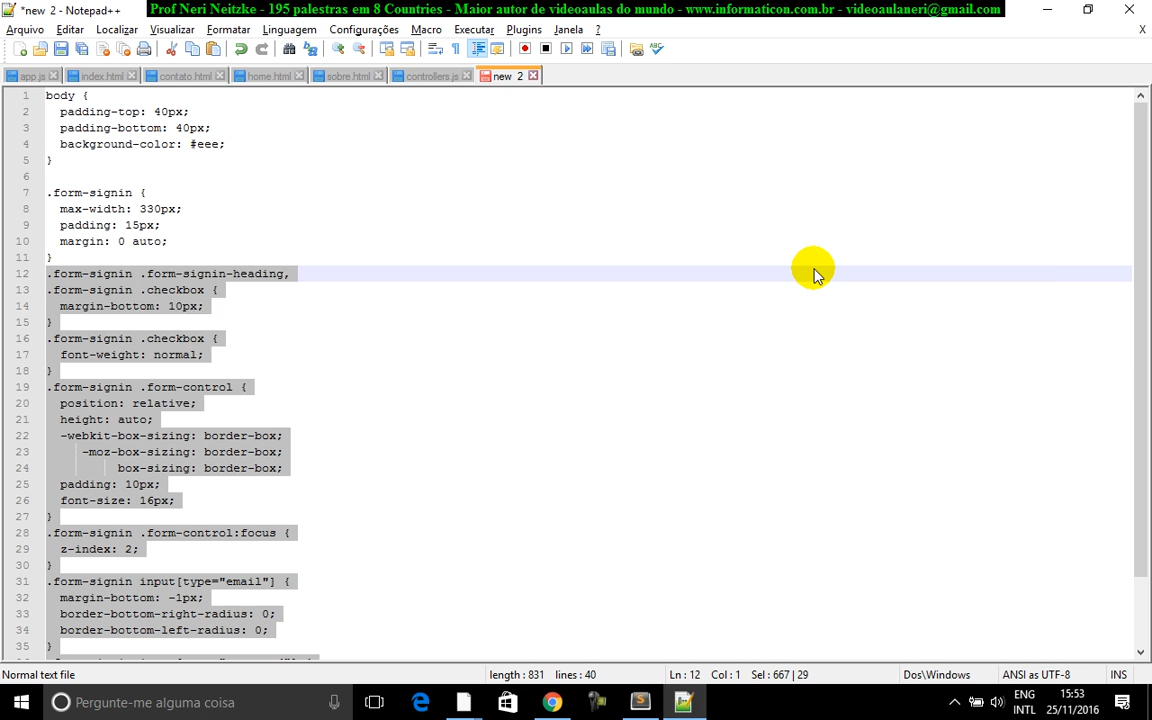 *new 2 - Notepad++
Prof Neri Neitzke - 195 palestras em 8 Countries - Maior autor de videoaulas do mundo - www.informaticon.com.br - videoaulaneri@gmail.com
Arquivo Editar Localizar Visualizar Formatar Linguagem Configurações Macro Executar Plugins Janela ? X
app.js index.html contato.html home.html sobre.html controllers.js new 2
1 body {
2 padding-top: 40px;
3 padding-bottom: 40px;
4 background-color: #eee;
5 }
6
7 .form-signin {
8 max-width: 330px;
9 padding: 15px;
10 margin: 0 auto;
11 }
12 .form-signin .form-signin-heading,
13 .form-signin .checkbox {
14 margin-bottom: 10px;
15 }
16 .form-signin .checkbox {
17 font-weight: normal;
18 }
19 .form-signin .form-control {
20 position: relative;
21 height: auto;
22 -webkit-box-sizing: border-box;
23 -moz-box-sizing: border-box;
24 box-sizing: border-box;
25 padding: 10px;
26 font-size: 16px;
27 }
28 .form-signin .form-control:focus {
29 z-index: 2;
30 }
31 .form-signin input[type="email"] {
32 margin-bottom: -1px;
33 border-bottom-right-radius: 0;
34 border-bottom-left-radius: 0;
35 }
Normal text file length : 831 lines : 40 Ln : 12 Col : 1 Sel : 667 | 29 Dos\Windows ANSI as UTF-8 INS
Pergunte-me alguma coisa ENG 15:53
INTL 25/11/2016